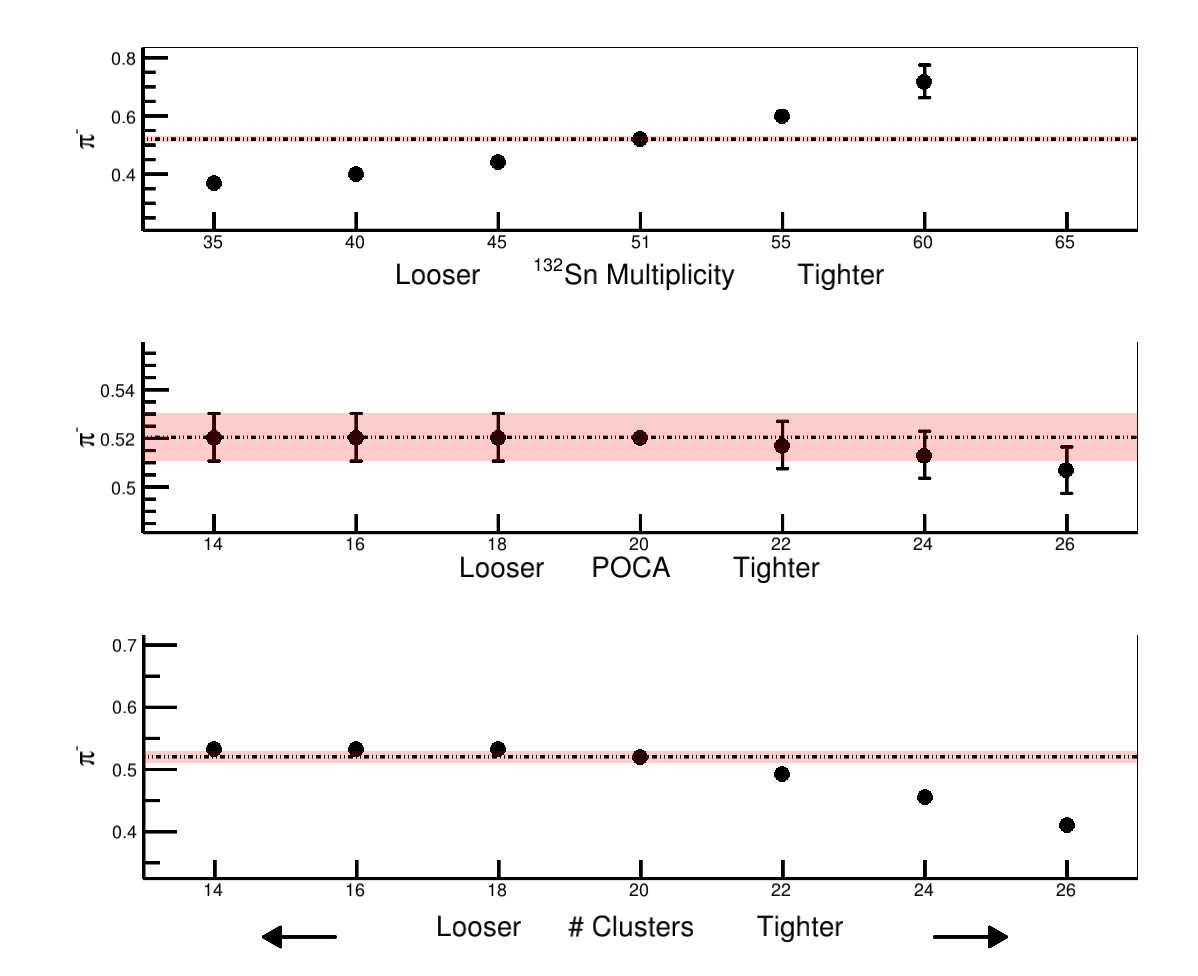 0.8
0.6
0.4
π⁻
35 40 45 51 55 60 65
Looser ¹³²Sn Multiplicity Tighter
0.54
0.52
0.5
π⁻
14 16 18 20 22 24 26
Looser POCA Tighter
0.7
0.6
0.5
0.4
π⁻
14 16 18 20 22 24 26
Looser # Clusters Tighter